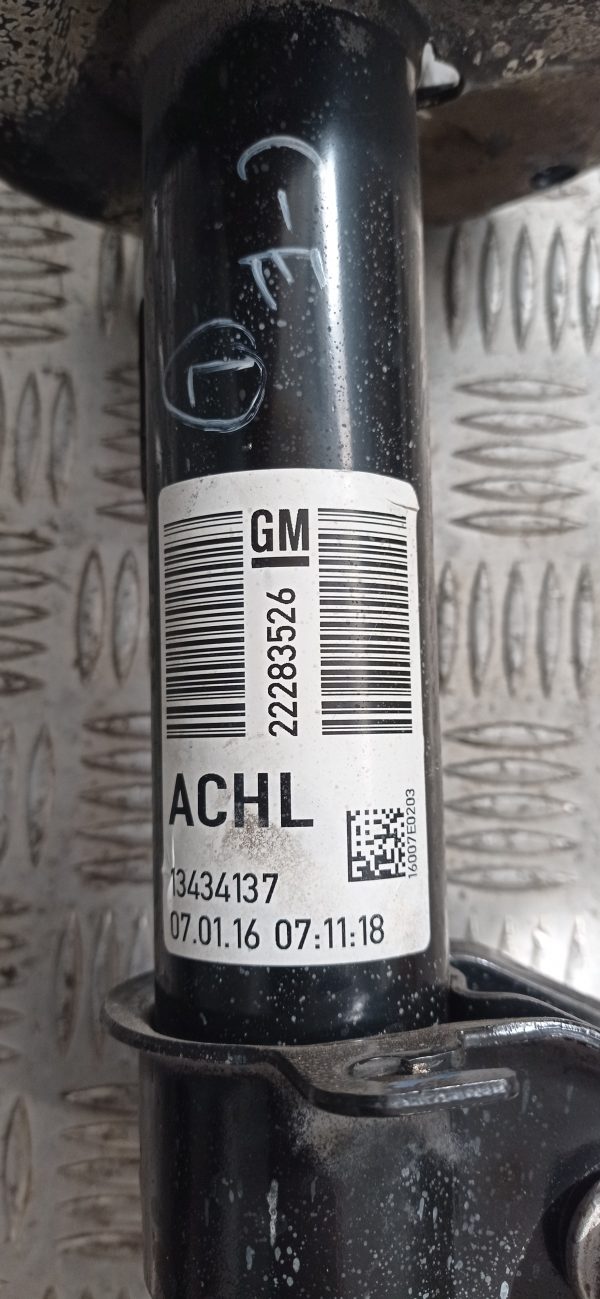 C-E
L
GM
22283526
ACHL
16007E0203
13434137
07.01.16 07:11:18